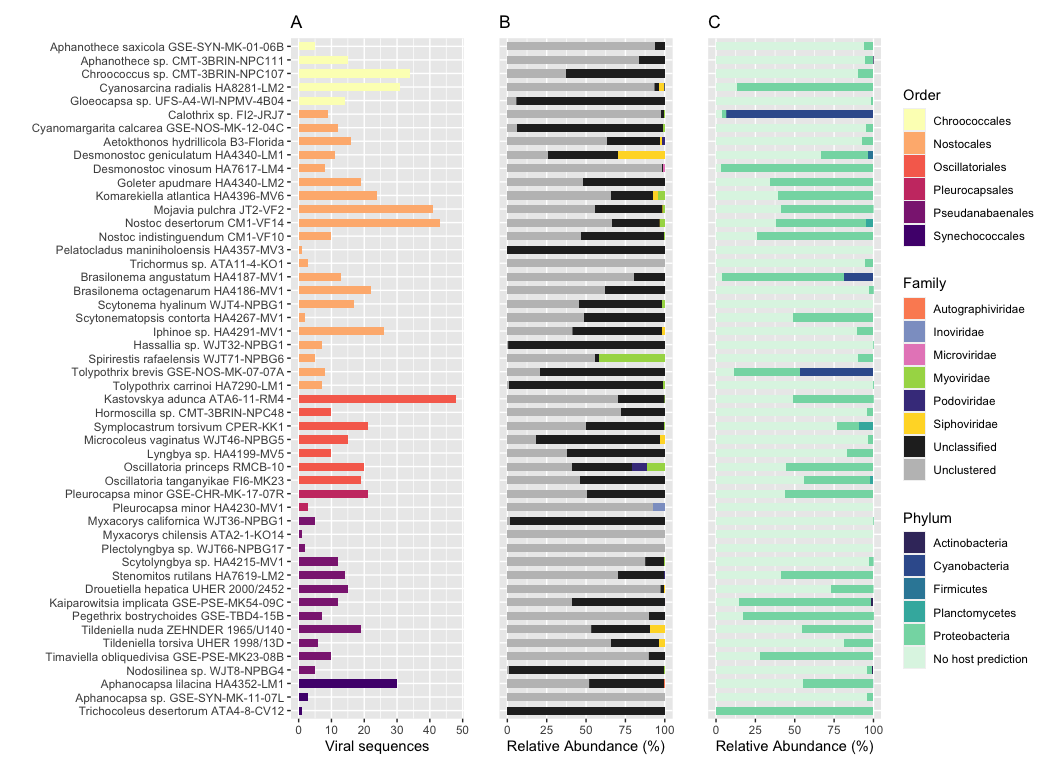 A
B
C
Aphanothece saxicola GSE-SYN-MK-01-06B
Aphanothece sp. CMT-3BRIN-NPC111
Chroococcus sp. CMT-3BRIN-NPC107
Cyanosarcina radialis HA8281-LM2
Gloeocapsa sp. UFS-A4-WI-NPMV-4B04
Calothrix sp. FI2-JRJ7
Cyanomargarita calcarea GSE-NOS-MK-12-04C
Aetokthonos hydrillicola B3-Florida
Desmonostoc geniculatum HA4340-LM1
Desmonostoc vinosum HA7617-LM4
Goleter apudmare HA4340-LM2
Komarekiella atlantica HA4396-MV6
Mojavia pulchra JT2-VF2
Nostoc desertorum CM1-VF14
Nostoc indistinguendum CM1-VF10
Pelatocladus maniniholoensis HA4357-MV3
Trichormus sp. ATA11-4-KO1
Brasilonema angustatum HA4187-MV1
Brasilonema octagenarum HA4186-MV1
Scytonema hyalinum WJT4-NPBG1
Scytonematopsis contorta HA4267-MV1
Iphinoe sp. HA4291-MV1
Hassallia sp. WJT32-NPBG1
Spirirestis rafaelensis WJT71-NPBG6
Tolypothrix brevis GSE-NOS-MK-07-07A
Tolypothrix carrinoi HA7290-LM1
Kastovskya adunca ATA6-11-RM4
Hormoscilla sp. CMT-3BRIN-NPC48
Symplocastrum torsivum CPER-KK1
Microcoleus vaginatus WJT46-NPBG5
Lyngbya sp. HA4199-MV5
Oscillatoria princeps RMCB-10
Oscillatoria tanganyikae FI6-MK23
Pleurocapsa minor GSE-CHR-MK-17-07R
Pleurocapsa minor HA4230-MV1
Myxacorys californica WJT36-NPBG1
Myxacorys chilensis ATA2-1-KO14
Plectolyngbya sp. WJT66-NPBG17
Scytolyngbya sp. HA4215-MV1
Stenomitos rutilans HA7619-LM2
Drouetiella hepatica UHER 2000/2452
Kaiparowitsia implicata GSE-PSE-MK54-09C
Pegethrix bostrychoides GSE-TBD4-15B
Tildeniella nuda ZEHNDER 1965/U140
Tildeniella torsiva UHER 1998/13D
Timaviella obliquedivisa GSE-PSE-MK23-08B
Nodosilinea sp. WJT8-NPBG4
Aphanocapsa lilacina HA4352-LM1
Aphanocapsa sp. GSE-SYN-MK-11-07L
Trichocoleus desertorum ATA4-8-CV12
0 10 20 30 40 50
Viral sequences
0 25 50 75 100
Relative Abundance (%)
0 25 50 75 100
Relative Abundance (%)
Order
Chroococcales
Nostocales
Oscillatoriales
Pleurocapsales
Pseudanabaenales
Synechococcales
Family
Autographiviridae
Inoviridae
Microviridae
Myoviridae
Podoviridae
Siphoviridae
Unclassified
Unclustered
Phylum
Actinobacteria
Cyanobacteria
Firmicutes
Planctomycetes
Proteobacteria
No host prediction